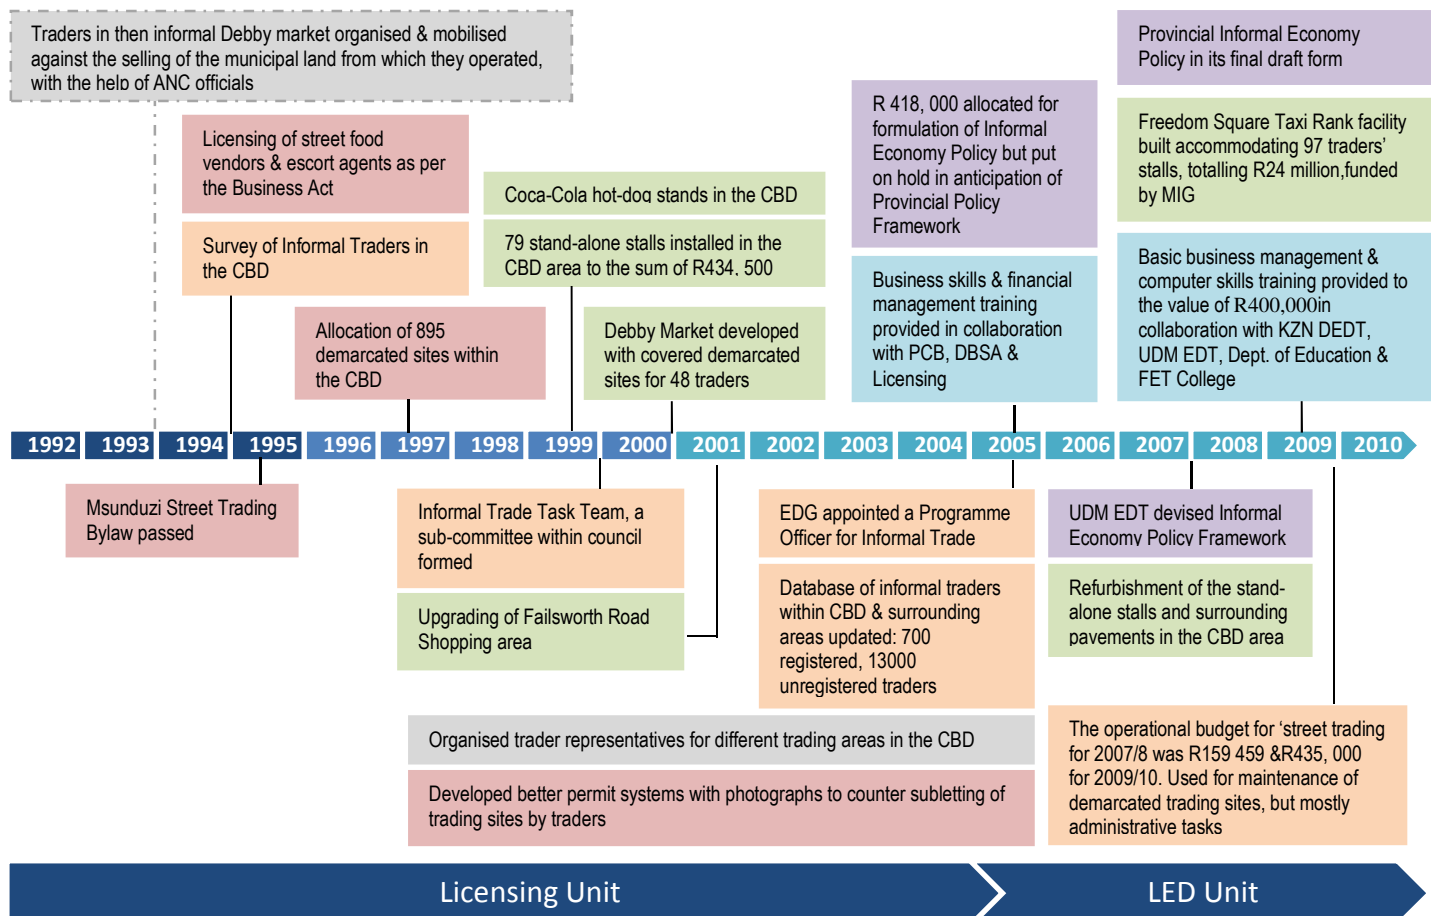 Traders in then informal Debby market organised & mobilised
against the selling of the municipal land from which they operated,
with the help of ANC officials
Licensing of street food
vendors & escort agents as per
the Business Act
Survey of Informal Traders in
the CBD
Allocation of 895
demarcated sites within
the CBD
Coca-Cola hot-dog stands in the CBD
79 stand-alone stalls installed in the
CBD area to the sum of R434, 500
Debby Market developed
with covered demarcated
sites for 48 traders
R 418, 000 allocated for
formulation of Informal
Economy Policy but put
on hold in anticipation of
Provincial Policy
Framework
Business skills & financial
management training
provided in collaboration
with PCB, DBSA &
Licensing
Provincial Informal Economy
Policy in its final draft form
Freedom Square Taxi Rank facility
built accommodating 97 traders’
stalls, totalling R24 million,funded
by MIG
Basic business management &
computer skills training provided to
the value of R400,000in
collaboration with KZN DEDT,
UDM EDT, Dept. of Education &
FET College
1992 1993 1994 1995 1996 1997 1998 1999 2000 2001 2002 2003 2004 2005 2006 2007 2008 2009 2010
Msunduzi Street Trading
Bylaw passed
Informal Trade Task Team, a
sub-committee within council
formed
Upgrading of Failsworth Road
Shopping area
EDG appointed a Programme
Officer for Informal Trade
Database of informal traders
within CBD & surrounding
areas updated: 700
registered, 13000
unregistered traders
UDM EDT devised Informal
Economy Policy Framework
Refurbishment of the stand-
alone stalls and surrounding
pavements in the CBD area
Organised trader representatives for different trading areas in the CBD
Developed better permit systems with photographs to counter subletting of
trading sites by traders
The operational budget for ‘street trading
for 2007/8 was R159 459 &R435, 000
for 2009/10. Used for maintenance of
demarcated trading sites, but mostly
administrative tasks
Licensing Unit
LED Unit